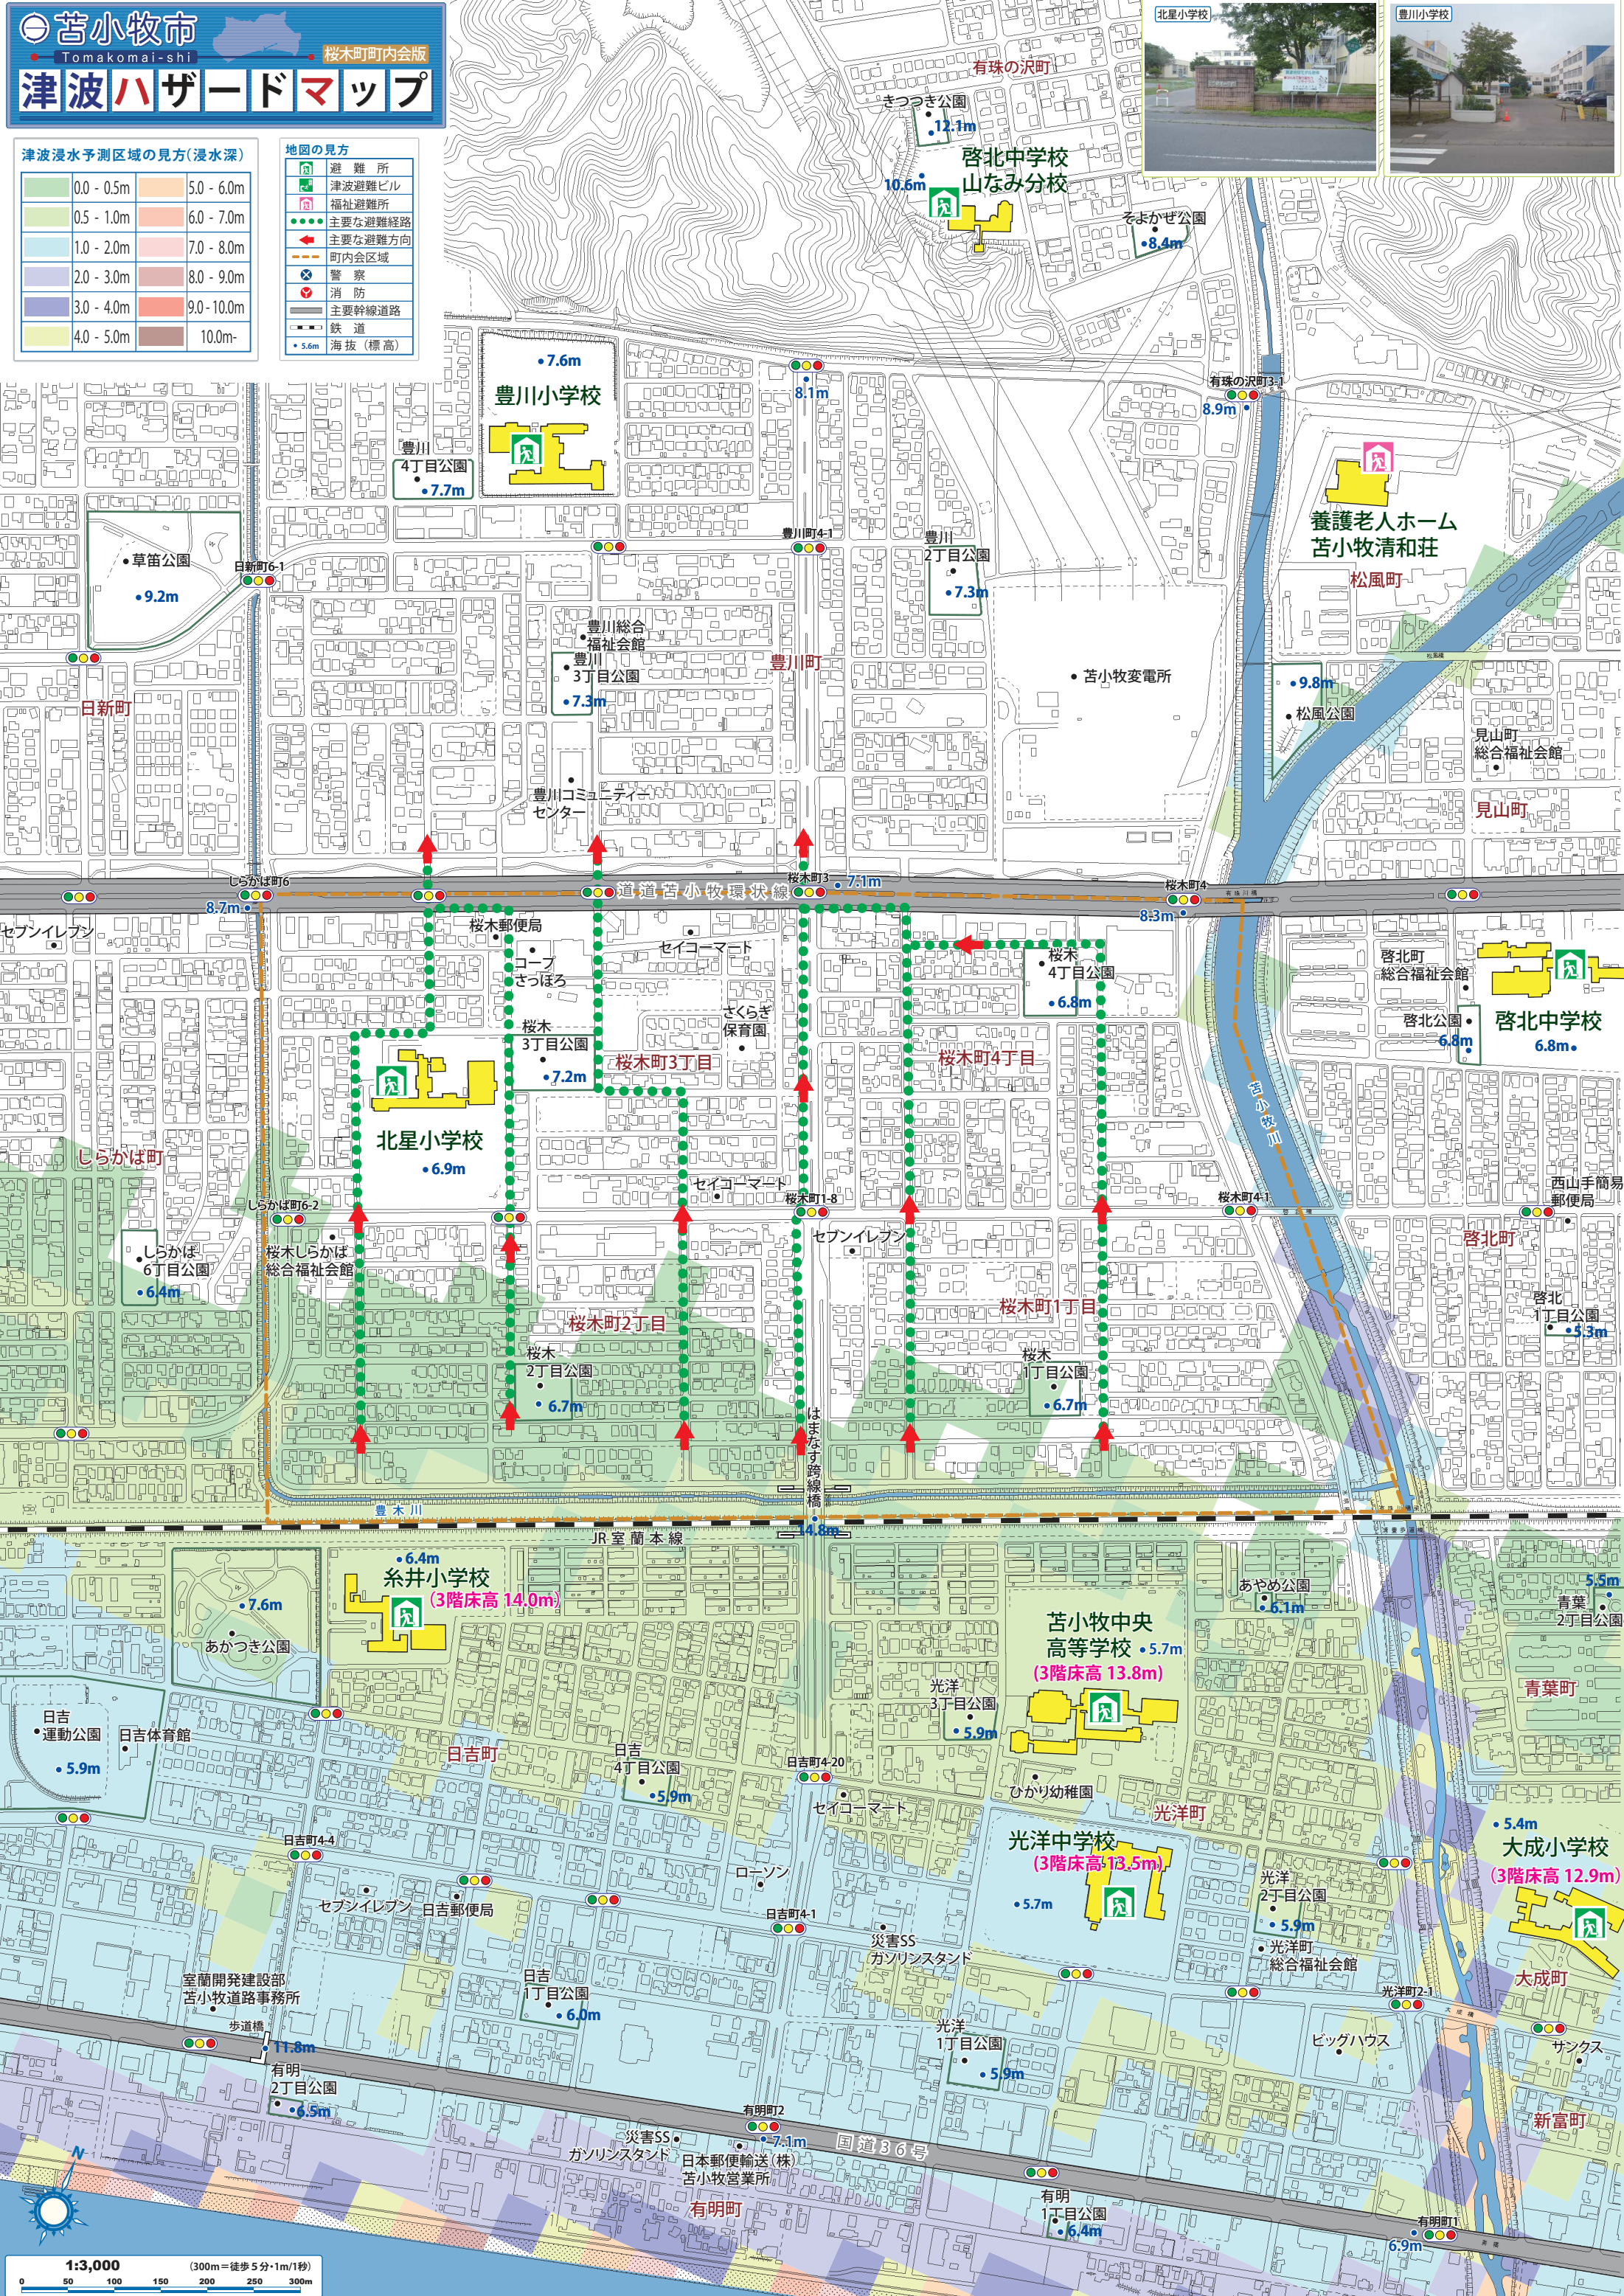 苫小牧市
Tomakomai-shi
桜木町町内会版
津波ハザードマップ
津波浸水予測区域の見方(浸水深)
0.0 - 0.5m
5.0 - 6.0m
0.5 - 1.0m
6.0 - 7.0m
1.0 - 2.0m
7.0 - 8.0m
2.0 - 3.0m
8.0 - 9.0m
3.0 - 4.0m
9.0 - 10.0m
4.0 - 5.0m
10.0m-
地図の見方
避難所
津波避難ビル
福祉避難所
主要な避難経路
主要な避難方向
町内会区域
警察
消防
主要幹線道路
鉄道
5.6m 海抜(標高)
北星小学校
豊川小学校
有珠の沢町
きつつき公園
12.1m
啓北中学校
山なみ分校
10.6m
そよかぜ公園
8.4m
7.6m
豊川小学校
8.1m
有珠の沢町3-1
8.9m
豊川
4丁目公園
7.7m
養護老人ホーム
苫小牧清和荘
松風町
草笛公園
9.2m
日新町6-1
豊川町4-1
豊川
2丁目公園
7.3m
豊川総合
福祉会館
豊川
3丁目公園
7.3m
豊川町
苫小牧変電所
松風橋
9.8m
松風公園
日新町
見山町
総合福祉会館
見山町
豊川コミュニティー
センター
しらかば町6
8.7m
道道苫小牧環状線
桜木町3
7.1m
桜木町4
8.3m
有珠川橋
セブンイレブン
桜木郵便局
コープ
さっぽろ
セイコーマート
桜木
4丁目公園
6.8m
啓北町
総合福祉会館
啓北公園
6.8m
啓北中学校
6.8m
桜木
3丁目公園
7.2m
さくらぎ
保育園
桜木町3丁目
桜木町4丁目
苫小牧川
北星小学校
6.9m
しらかば町
セイコーマート
桜木町1-8
桜木町4-1
しらかば町6-2
西山手簡易
郵便局
しらかば
6丁目公園
6.4m
桜木しらかば
総合福祉会館
セブンイレブン
啓北町
桜木町2丁目
桜木町1丁目
啓北
1丁目公園
5.3m
桜木
2丁目公園
6.7m
桜木
1丁目公園
6.7m
はまなす跨線橋
豊木川
14.8m
JR室蘭本線
6.4m
糸井小学校
(3階床高 14.0m)
7.6m
あかつき公園
あやめ公園
6.1m
5.5m
青葉
2丁目公園
苫小牧中央
高等学校
5.7m
(3階床高 13.8m)
青葉町
光洋
3丁目公園
5.9m
日吉
運動公園
5.9m
日吉体育館
日吉町
日吉
4丁目公園
5.9m
日吉町4-20
セイコーマート
ひかり幼稚園
光洋町
光洋中学校
(3階床高 13.5m)
5.7m
5.4m
大成小学校
(3階床高 12.9m)
日吉町4-4
セブンイレブン
日吉郵便局
ローソン
日吉町4-1
災害SS
ガソリンスタンド
光洋
2丁目公園
5.9m
光洋町
総合福祉会館
大成町
室蘭開発建設部
苫小牧道路事務所
日吉
1丁目公園
6.0m
光洋町2-1
大成橋
歩道橋
11.8m
光洋
1丁目公園
5.9m
ビッグハウス
サンクス
有明
2丁目公園
6.5m
有明町2
7.1m
災害SS
ガソリンスタンド
日本郵便輸送(株)
苫小牧営業所
国道36号
新富町
有明町
有明
1丁目公園
6.4m
有明町1
6.9m
N
1:3,000
(300m=徒歩5分・1m/1秒)
0 50 100 150 200 250 300m